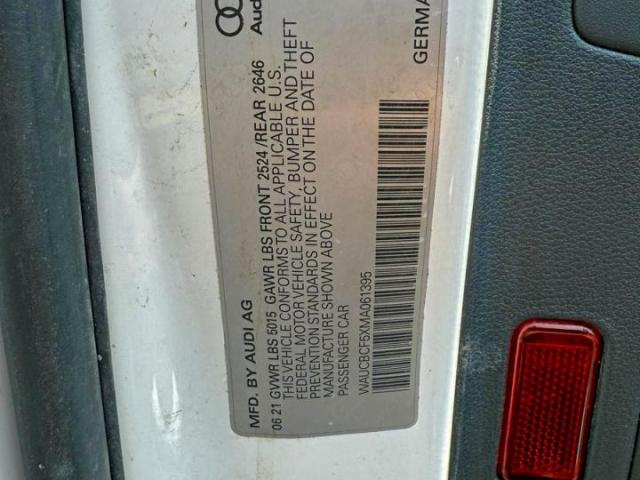 Audi
MFD. BY AUDI AG
GERMA
06 21 GVWR LBS 5015 GAWR LBS FRONT 2524 /REAR 2646
THIS VEHICLE CONFORMS TO ALL APPLICABLE U.S.
FEDERAL MOTOR VEHICLE SAFETY, BUMPER AND THEFT
PREVENTION STANDARDS IN EFFECT ON THE DATE OF
MANUFACTURE SHOWN ABOVE
PASSENGER CAR
WAUCBCF5XMA061395